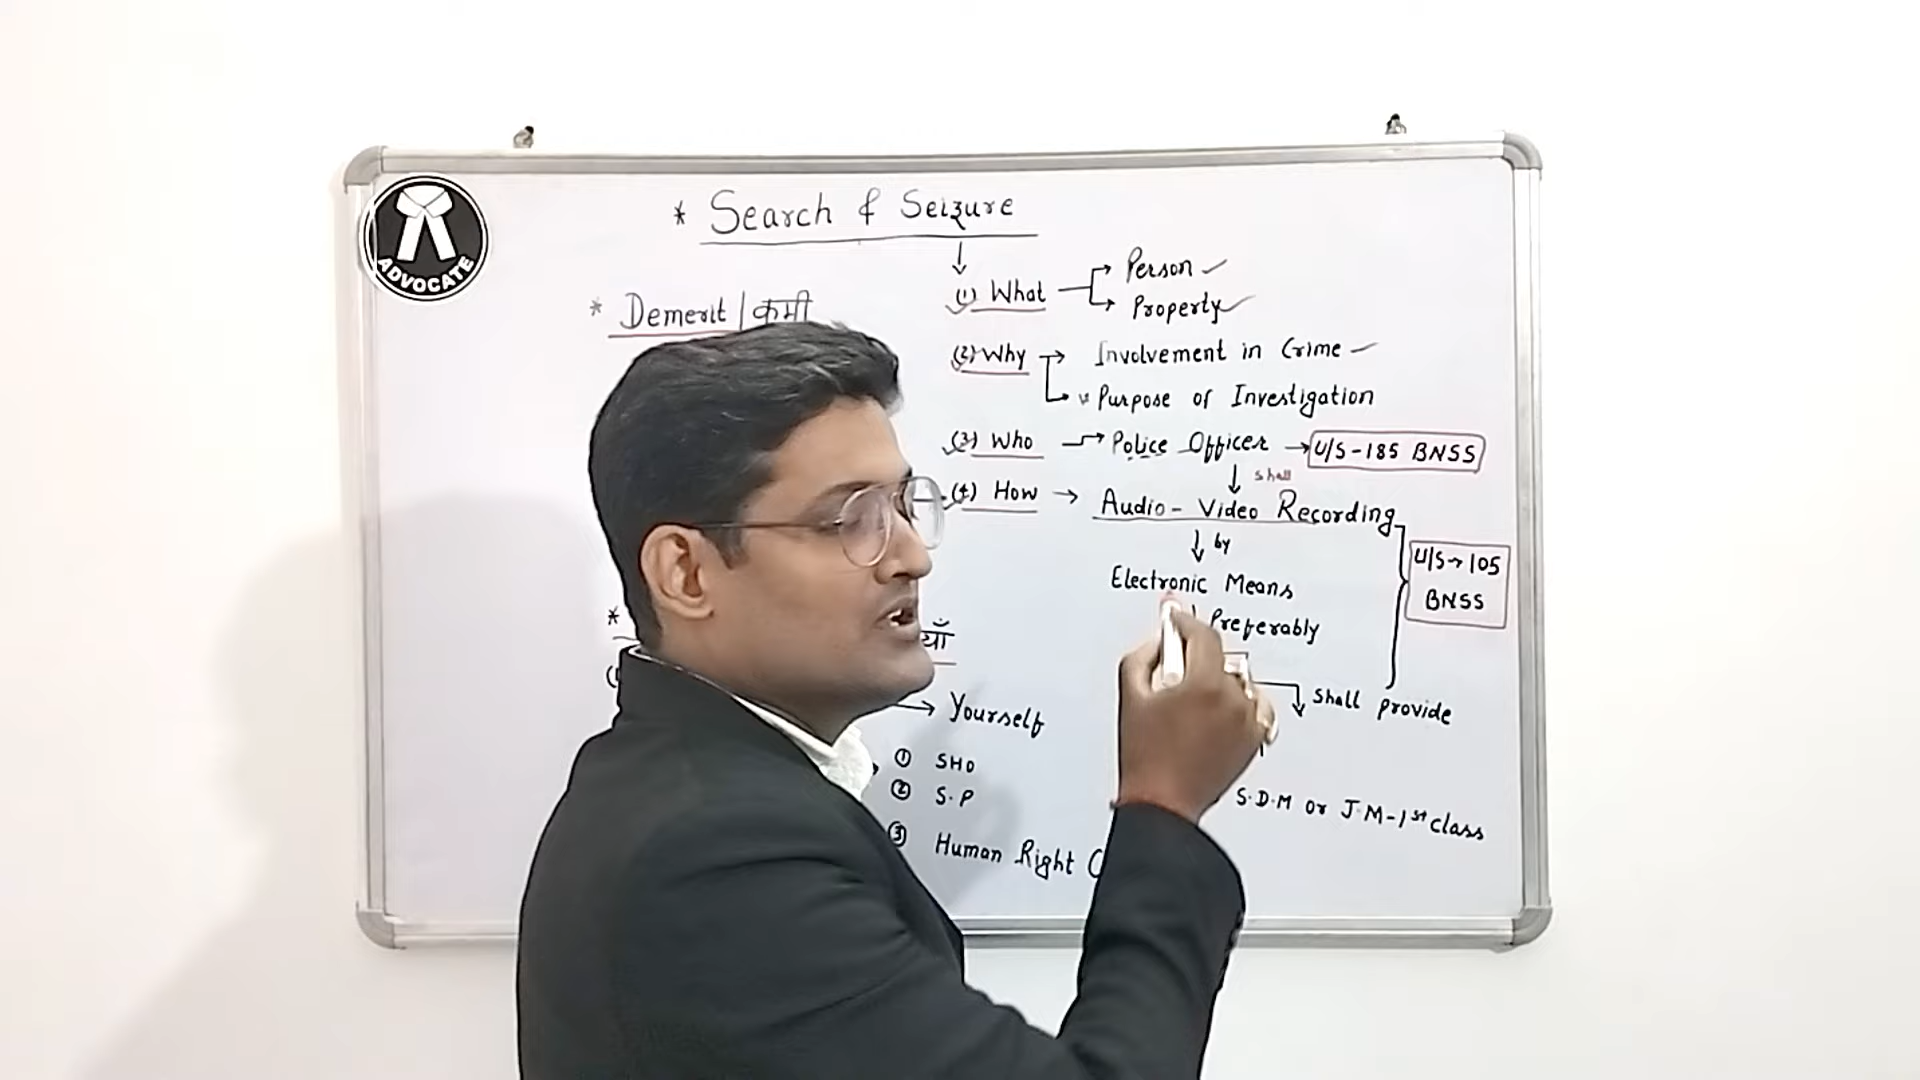 ADVOCATE
* Search & Seizure
(1) What → Person
→ Property
* Demerit / कमी
(2) Why → Involvement in Crime
→ Purpose of Investigation
(3) Who → Police Officer → U/S-185 BNSS
↓ Shall
(4) How → Audio - Video Recording
↓ by
Electronic Means
Preferably
U/S → 105
BNSS
*
→ Yourself
Shall provide
① SHO
② S.P
③ Human Right
S.D.M or J.M-1st class